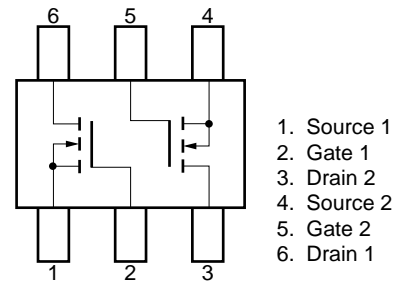 6 5 4
1. Source 1
2. Gate 1
3. Drain 2
4. Source 2
5. Gate 2
6. Drain 1
1 2 3